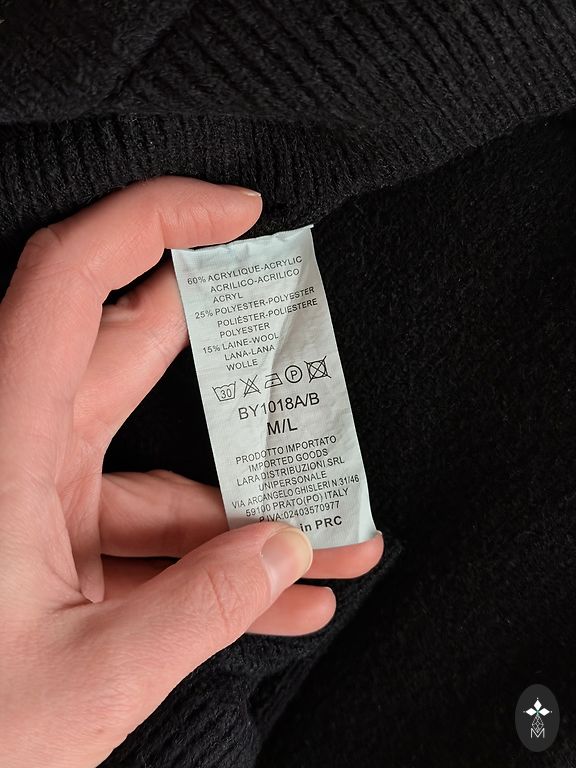 60% ACRYLIQUE-ACRYLIC
ACRILICO-ACRILICO
ACRYL
25% POLYESTER-POLYESTER
POLIÉSTER-POLIESTERE
POLYESTER
15% LAINE-WOOL
LANA-LANA
WOLLE
30 P
BY1018A/B
M/L
PRODOTTO IMPORTATO
IMPORTED GOODS
LARA DISTRIBUZIONI SRL
UNIPERSONALE
VIA ARCANGELO GHISLERI N.31/46
59100 PRATO(PO) ITALY
P.IVA:02403570977
in PRC
M